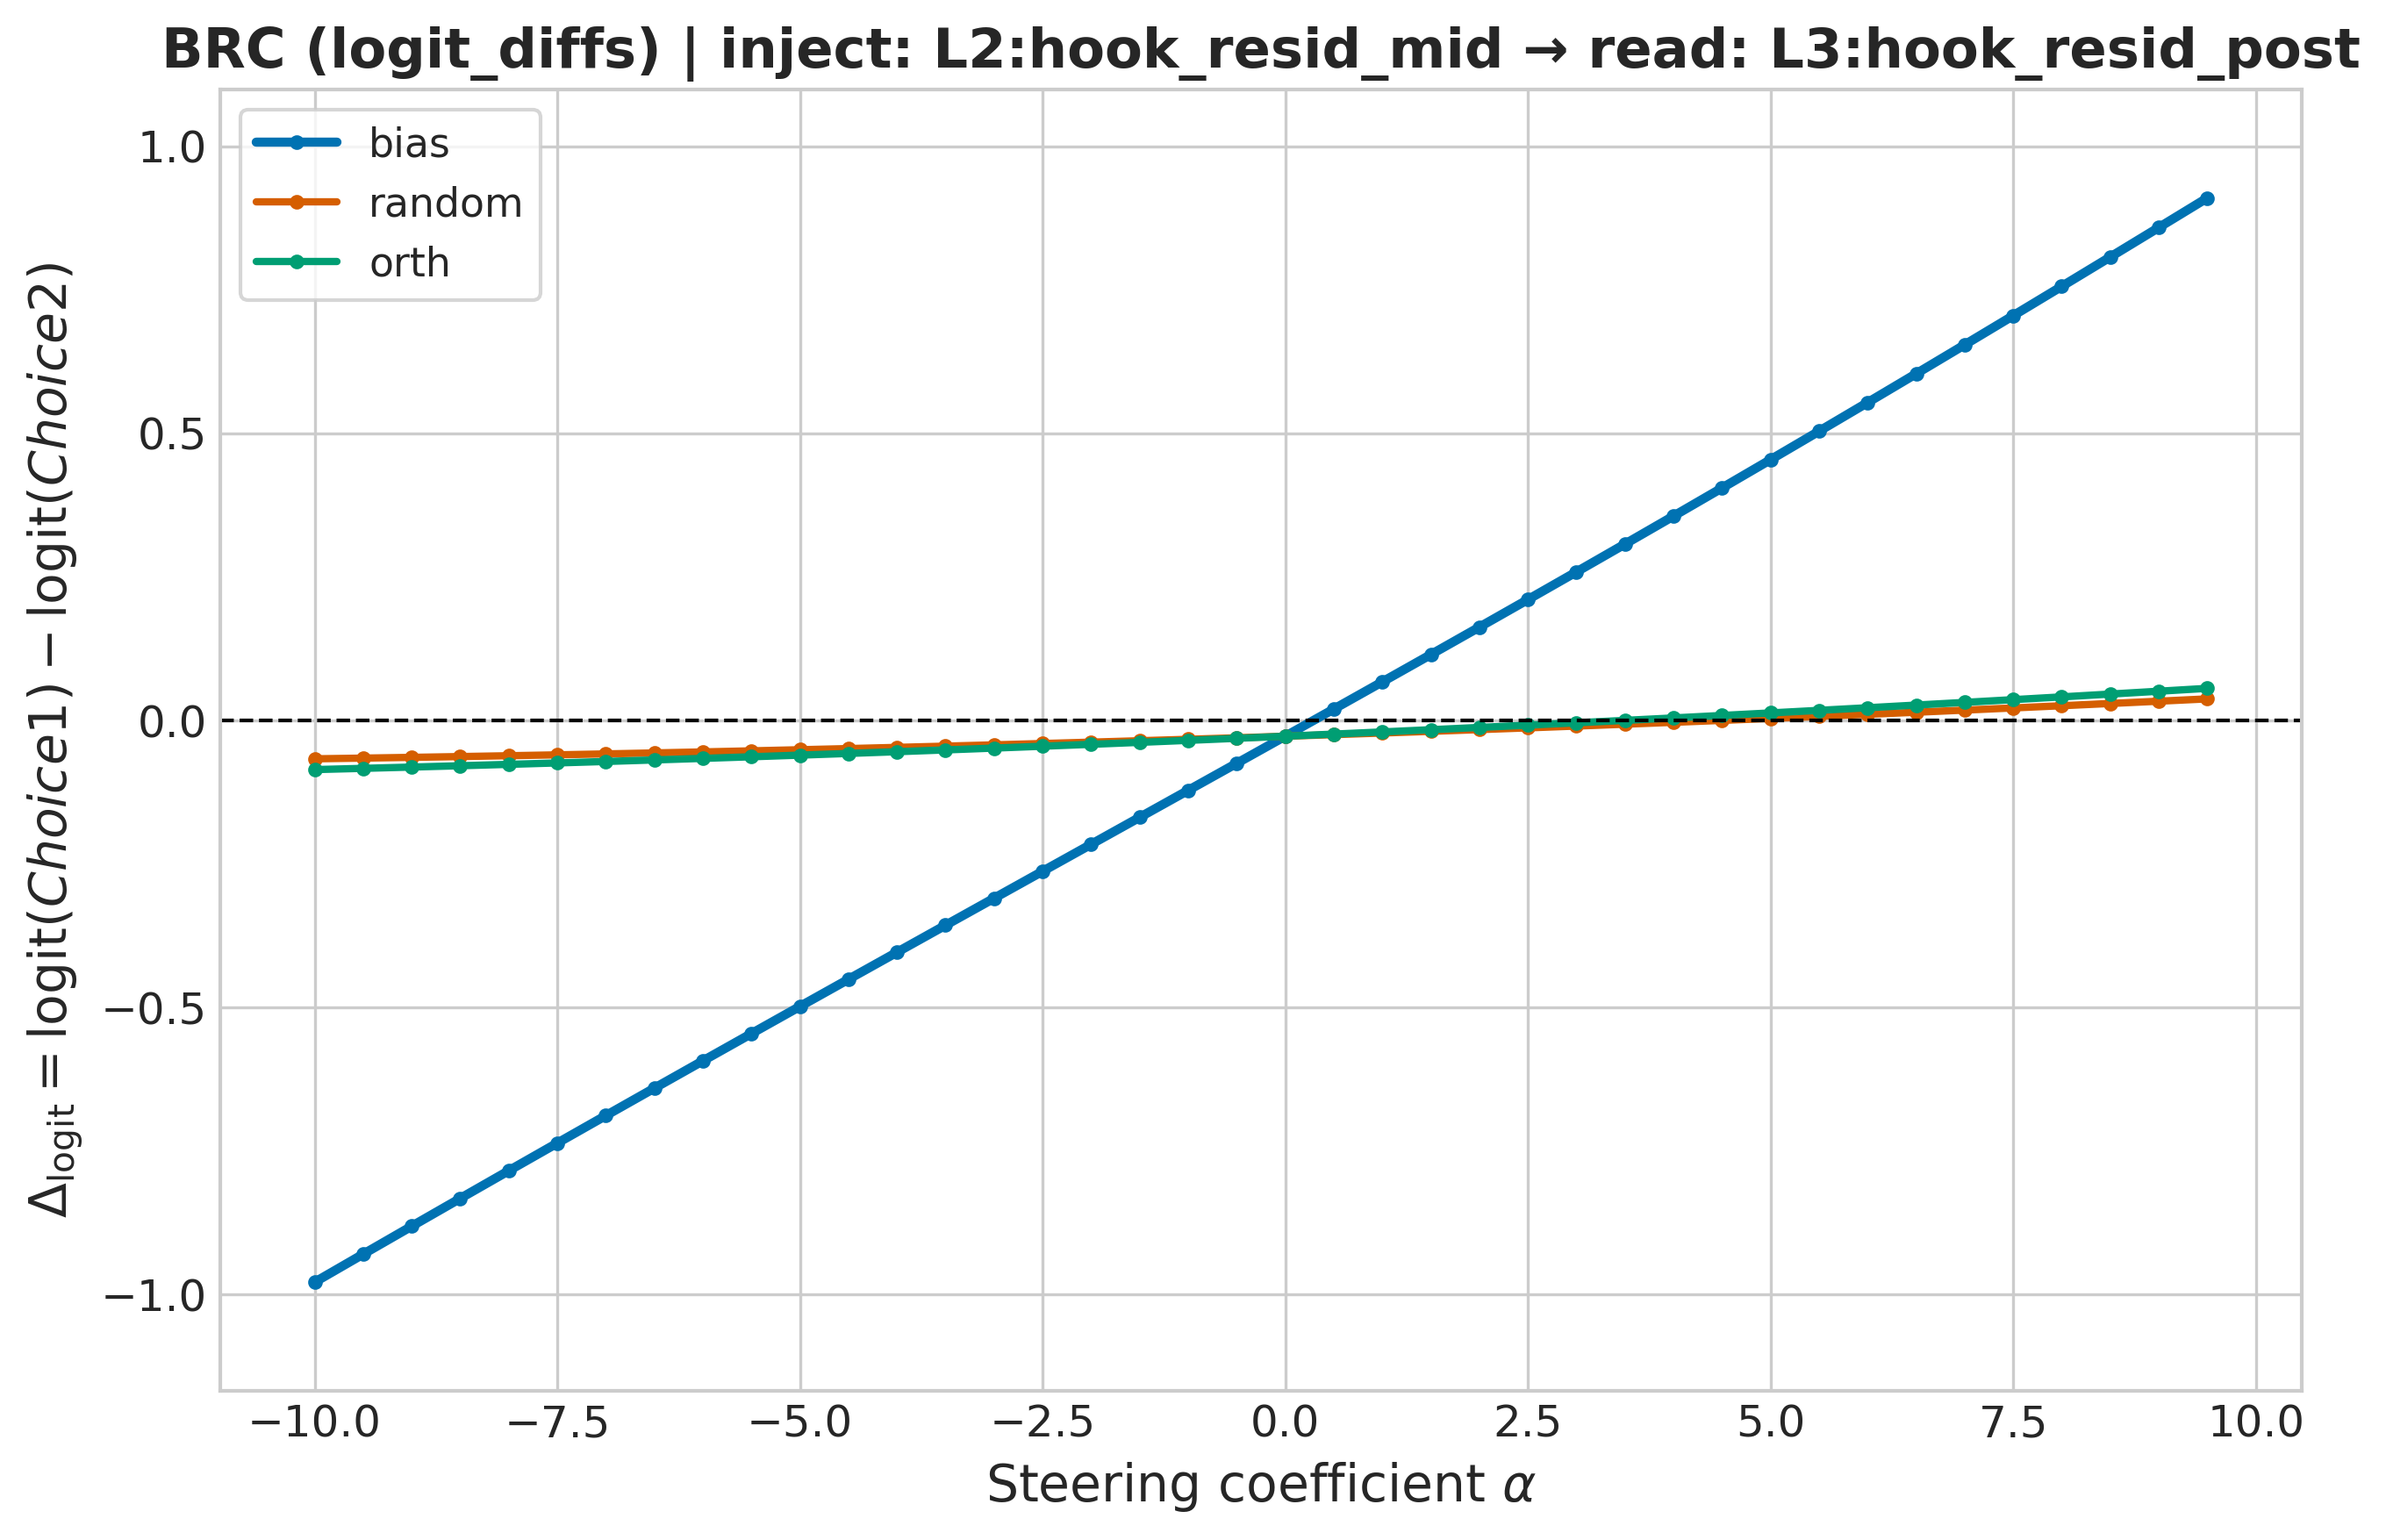 BRC (logit_diffs) | inject: L2:hook_resid_mid → read: L3:hook_resid_post
bias
random
orth
Δlogit = logit(Choice1) − logit(Choice2)
1.0
0.5
0.0
−0.5
−1.0
−10.0 −7.5 −5.0 −2.5 0.0 2.5 5.0 7.5 10.0
Steering coefficient α